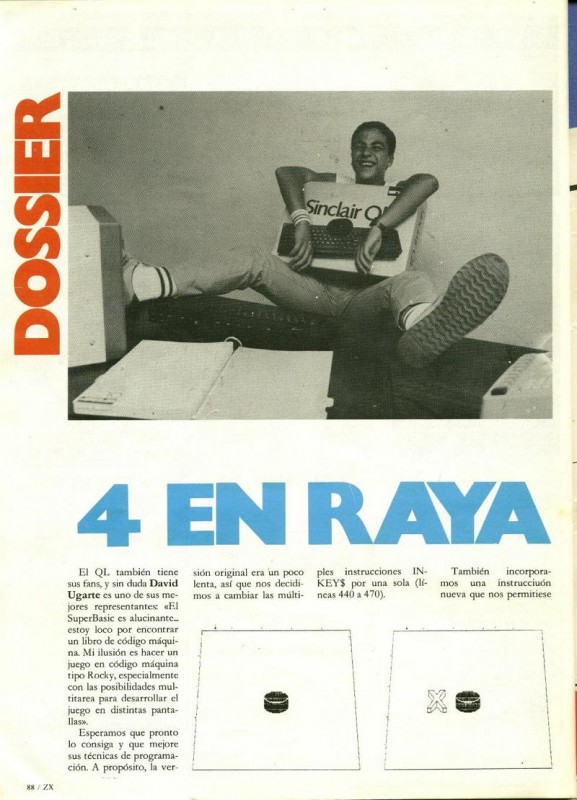 DOSSIER
Sinclair QL
4 EN RAYA
El QL también tiene
sus fans, y sin duda David
Ugarte es uno de sus me-
jores representantes: «El
SuperBasic es alucinante...
estoy loco por encontrar
un libro de código máqui-
na. Mi ilusión es hacer un
juego en código máquina
tipo Rocky, especialmente
con las posibilidades mul-
titarea para desarrollar el
juego en distintas panta-
llas».
Esperamos que pronto
lo consiga y que mejore
sus técnicas de programa-
ción. A propósito, la ver-
sión original era un poco
lenta, así que nos decidi-
mos a cambiar las múlti-
ples instrucciones IN-
KEY$ por una sola (lí-
neas 440 a 470).
También incorpora-
mos una instrucciuón
nueva que nos permitiese
88 / ZX